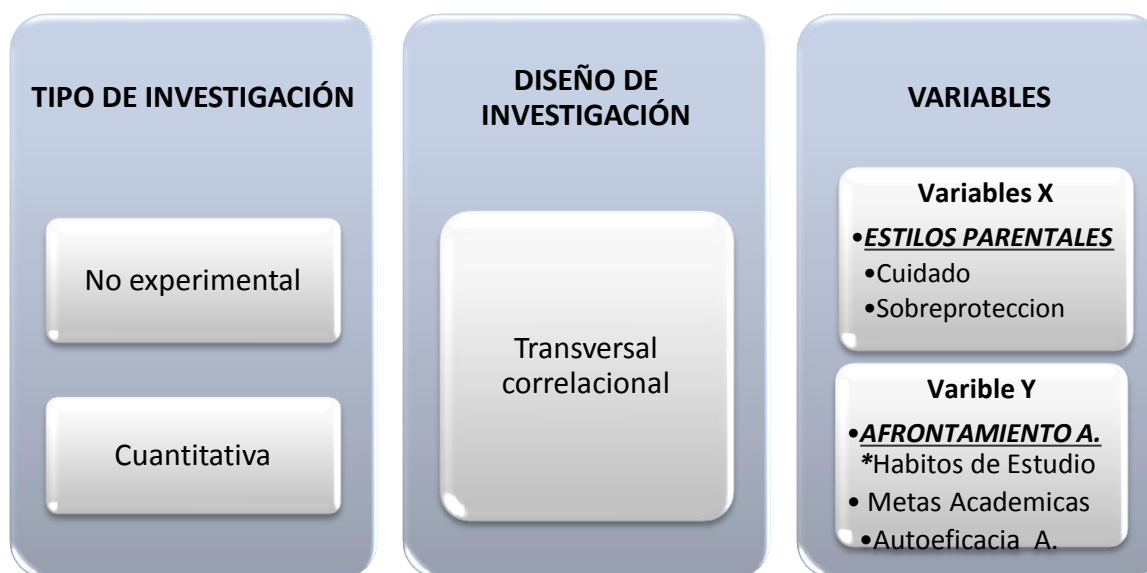 TIPO DE INVESTIGACIÓN
No experimental
Cuantitativa
DISEÑO DE
INVESTIGACIÓN
Transversal
correlacional
VARIABLES
Variables X
•ESTILOS PARENTALES
•Cuidado
•Sobreproteccion
Varible Y
•AFRONTAMIENTO A.
*Habitos de Estudio
• Metas Academicas
•Autoeficacia A.